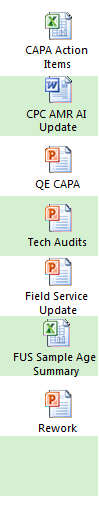 CAPA Action
Items
CPC AMR AI
Update
QE CAPA
Tech Audits
Field Service
Update
FUS Sample Age
Summary
Rework